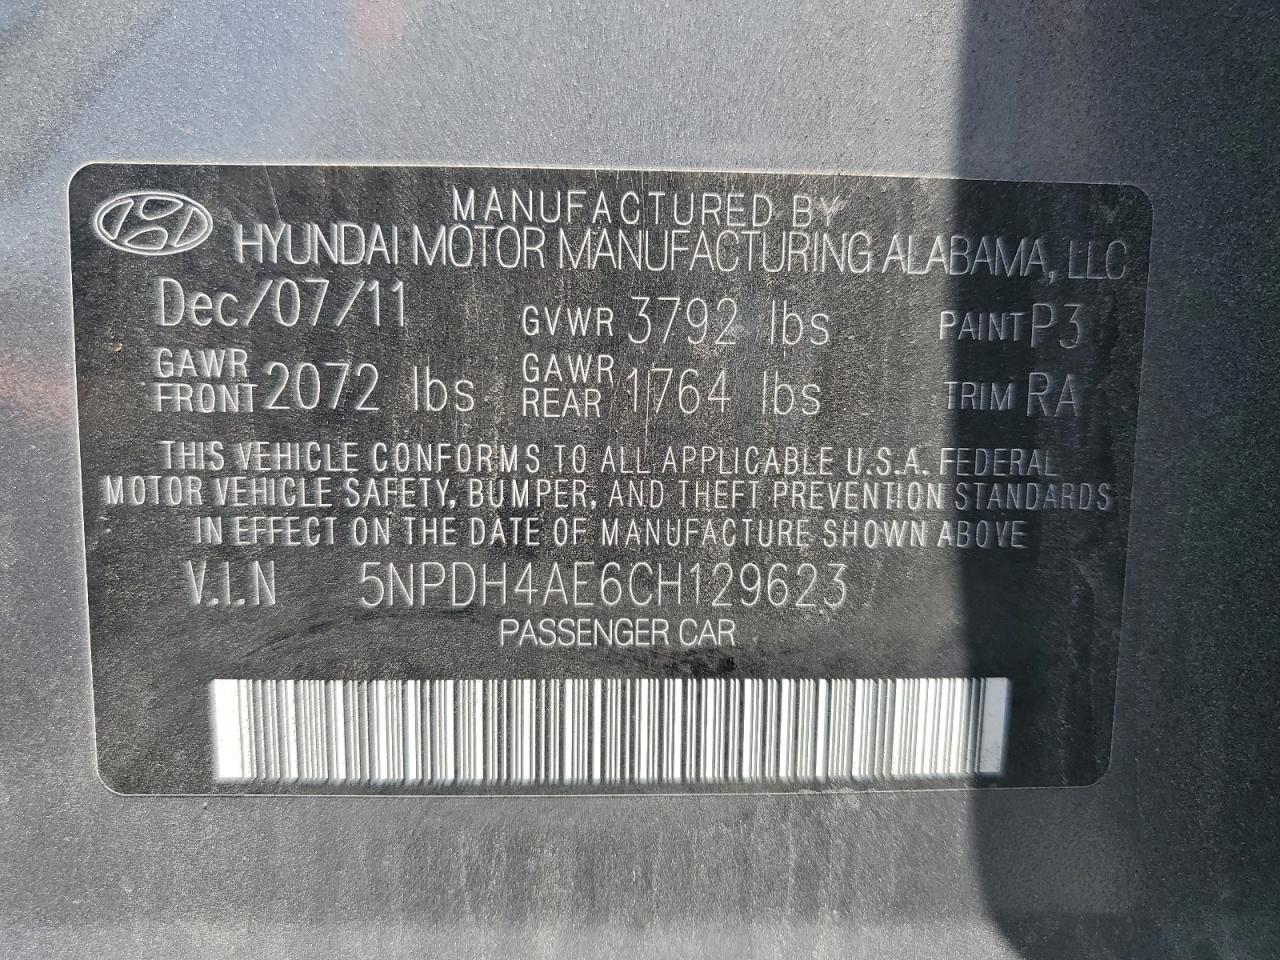 MANUFACTURED BY
HYUNDAI MOTOR MANUFACTURING ALABAMA, LLC
Dec/07/11 GVWR 3792 lbs PAINT P3
GAWR FRONT 2072 lbs GAWR REAR 1764 lbs TRIM RA
THIS VEHICLE CONFORMS TO ALL APPLICABLE U.S.A. FEDERAL
MOTOR VEHICLE SAFETY, BUMPER, AND THEFT PREVENTION STANDARDS
IN EFFECT ON THE DATE OF MANUFACTURE SHOWN ABOVE
V.I.N 5NPDH4AE6CH129623
PASSENGER CAR